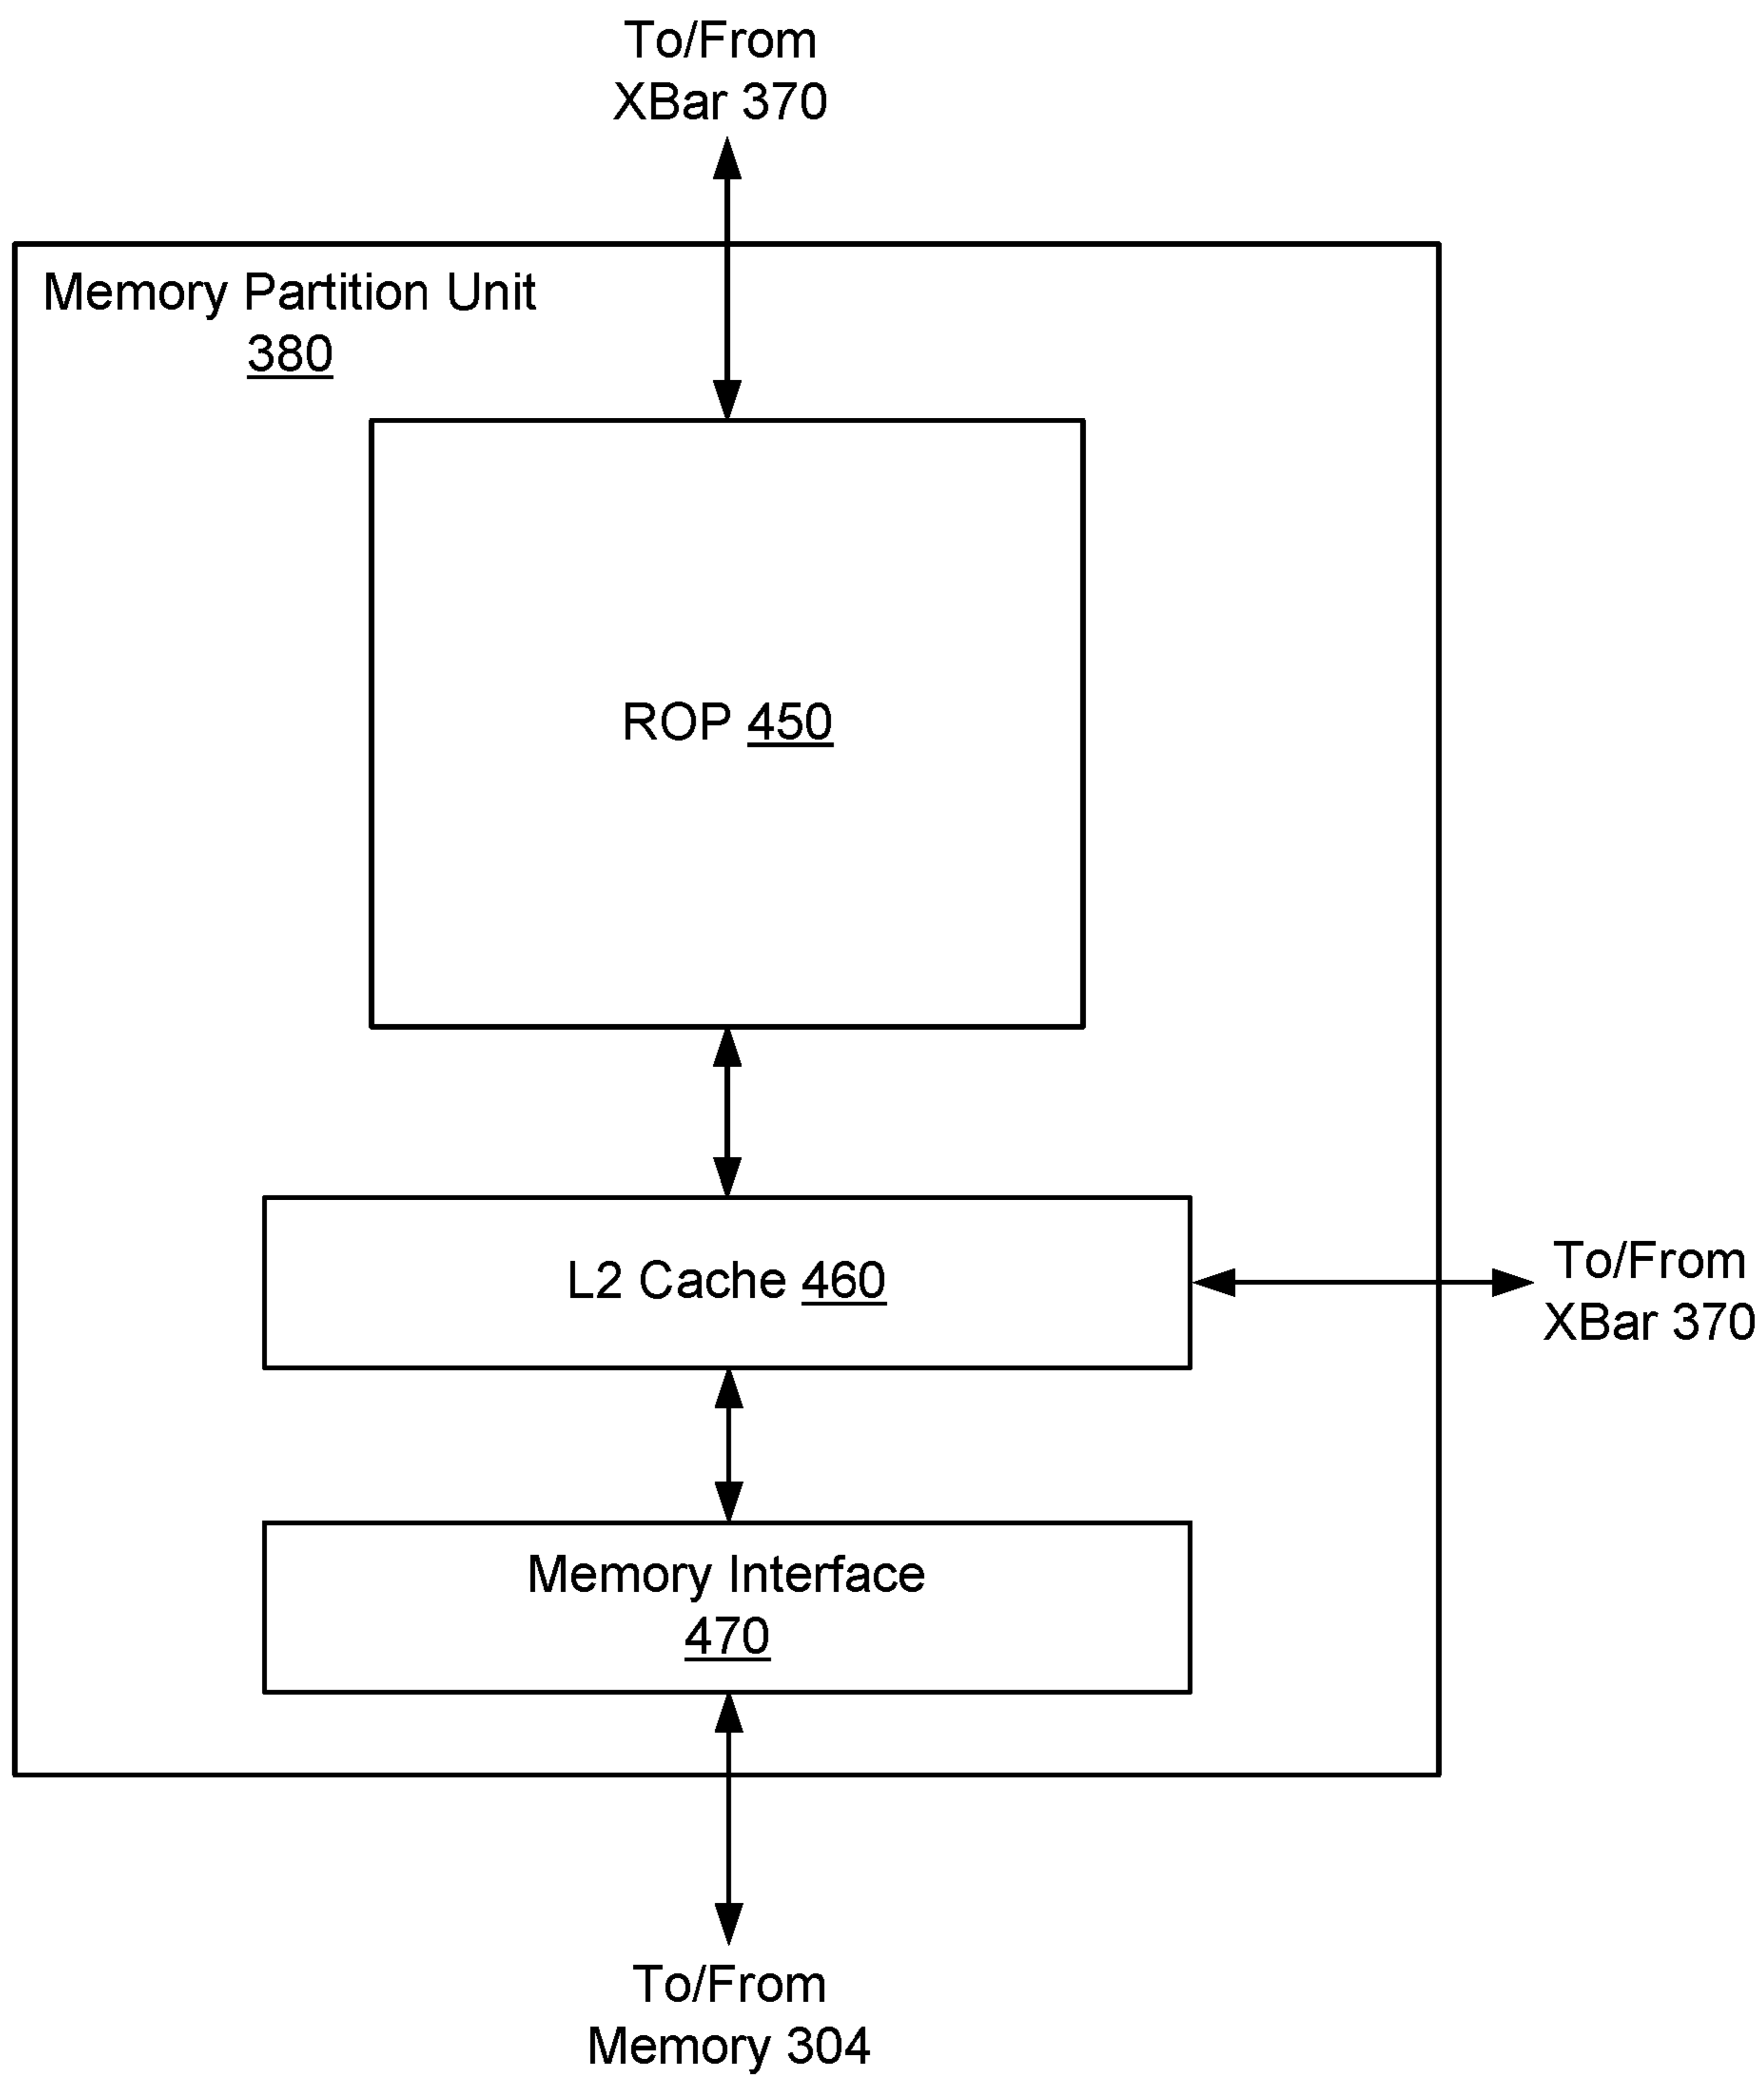 To/From
XBar 370
Memory Partition Unit
380
ROP 450
L2 Cache 460
To/From
XBar 370
Memory Interface
470
To/From
Memory 304